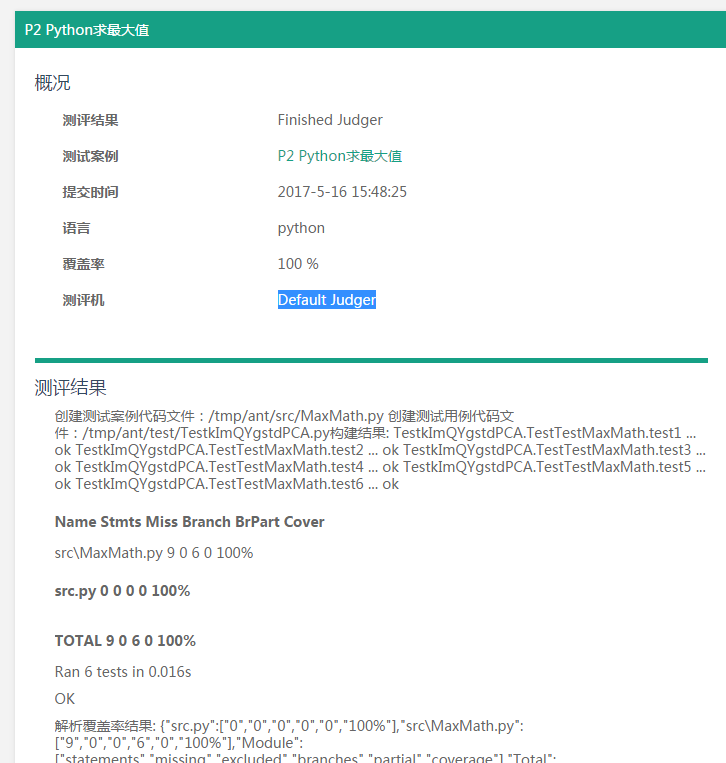 P2 Python求最大值
概况
测评结果 Finished Judger
测试案例 P2 Python求最大值
提交时间 2017-5-16 15:48:25
语言 python
覆盖率 100 %
测评机 Default Judger
测评结果
创建测试案例代码文件：/tmp/ant/src/MaxMath.py 创建测试用例代码文
件：/tmp/ant/test/TestkImQYgstdPCA.py构建结果: TestkImQYgstdPCA.TestTestMaxMath.test1 ...
ok TestkImQYgstdPCA.TestTestMaxMath.test2 ... ok TestkImQYgstdPCA.TestTestMaxMath.test3 ...
ok TestkImQYgstdPCA.TestTestMaxMath.test4 ... ok TestkImQYgstdPCA.TestTestMaxMath.test5 ...
ok TestkImQYgstdPCA.TestTestMaxMath.test6 ... ok
Name Stmts Miss Branch BrPart Cover
src\MaxMath.py 9 0 6 0 100%
src.py 0 0 0 0 100%
TOTAL 9 0 6 0 100%
Ran 6 tests in 0.016s
OK
解析覆盖率结果: {"src.py":["0","0","0","0","0","100%"],"src\MaxMath.py":
["9","0","0","6","0","100%"],"Module":
["statements","missing","excluded","branches","partial","coverage"],"Total":